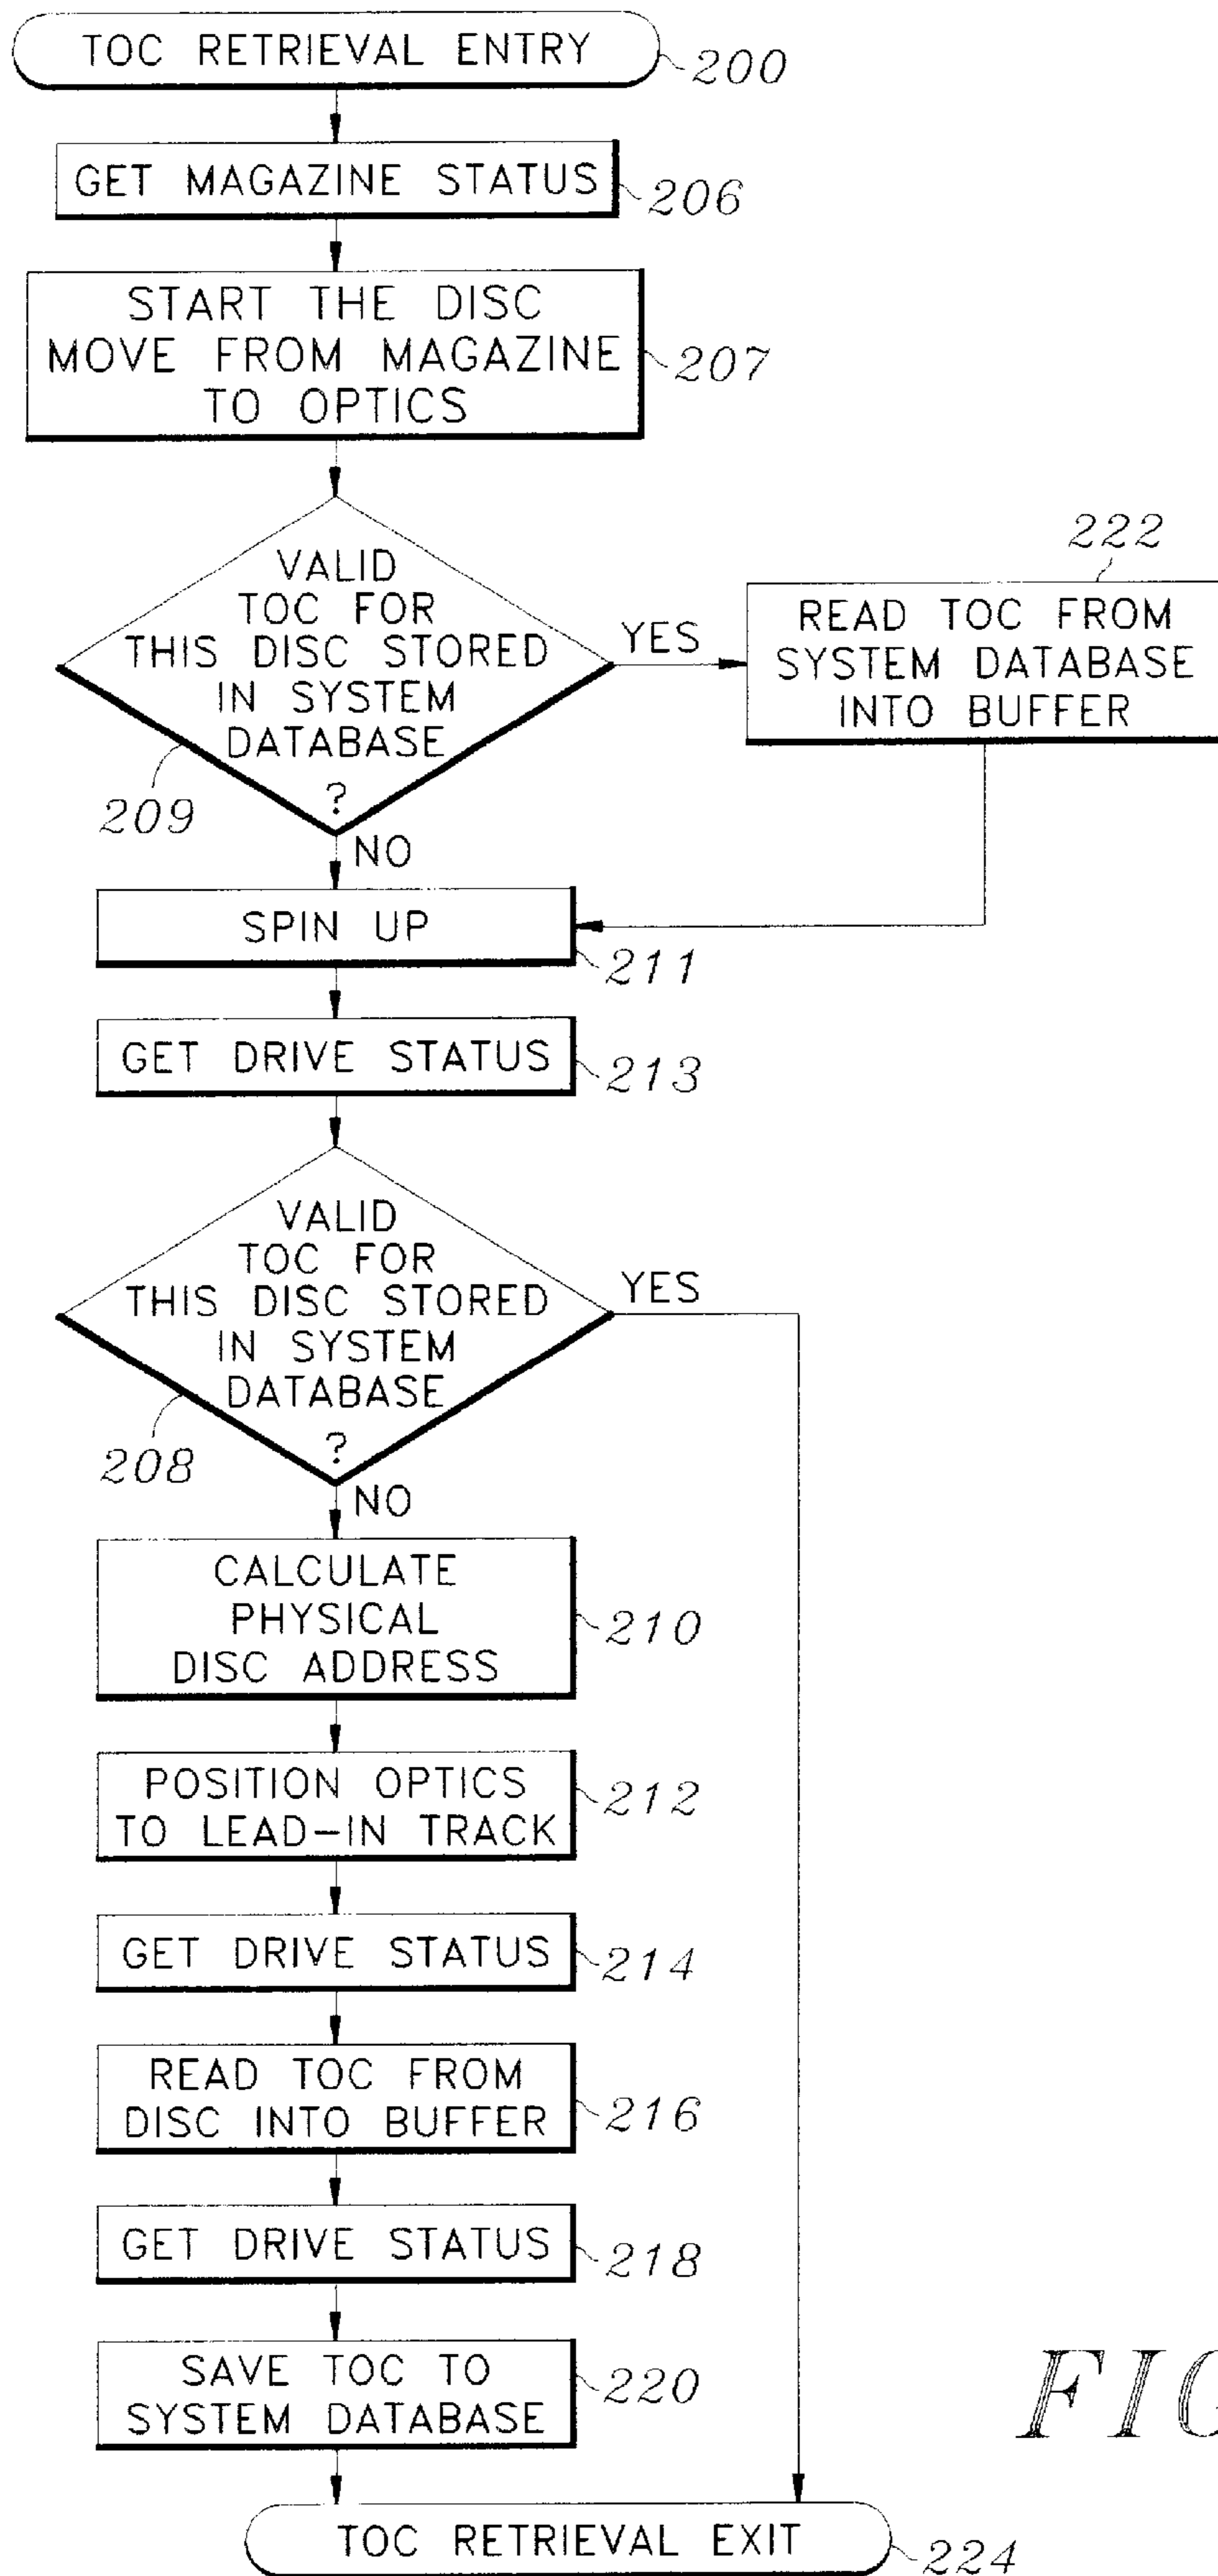 TOC RETRIEVAL ENTRY
200
GET MAGAZINE STATUS
206
START THE DISC
MOVE FROM MAGAZINE
TO OPTICS
207
VALID
TOC FOR
THIS DISC STORED
IN SYSTEM
DATABASE
?
209
YES
222
READ TOC FROM
SYSTEM DATABASE
INTO BUFFER
NO
SPIN UP
211
GET DRIVE STATUS
213
VALID
TOC FOR
THIS DISC STORED
IN SYSTEM
DATABASE
?
208
YES
NO
CALCULATE
PHYSICAL
DISC ADDRESS
210
POSITION OPTICS
TO LEAD-IN TRACK
212
GET DRIVE STATUS
214
READ TOC FROM
DISC INTO BUFFER
216
GET DRIVE STATUS
218
SAVE TOC TO
SYSTEM DATABASE
220
FIG
TOC RETRIEVAL EXIT
224